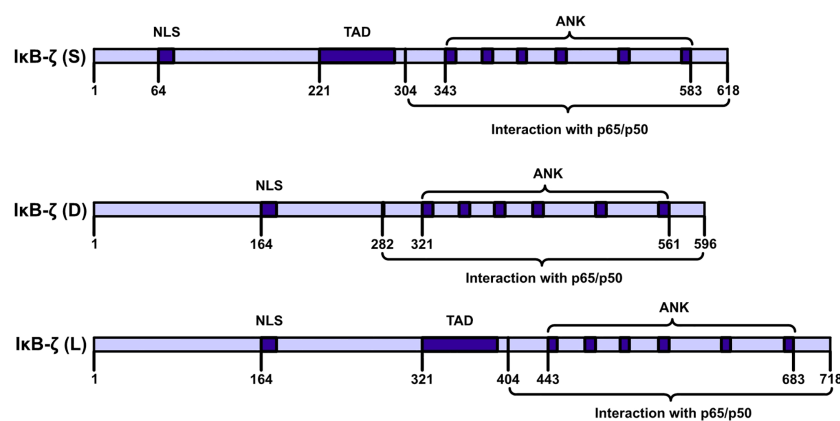 NLS TAD ANK
IκB-ζ (S)
1 64 221 304 343 583 618
Interaction with p65/p50
NLS ANK
IκB-ζ (D)
1 164 282 321 561 596
Interaction with p65/p50
NLS TAD ANK
IκB-ζ (L)
1 164 321 404 443 683 718
Interaction with p65/p50